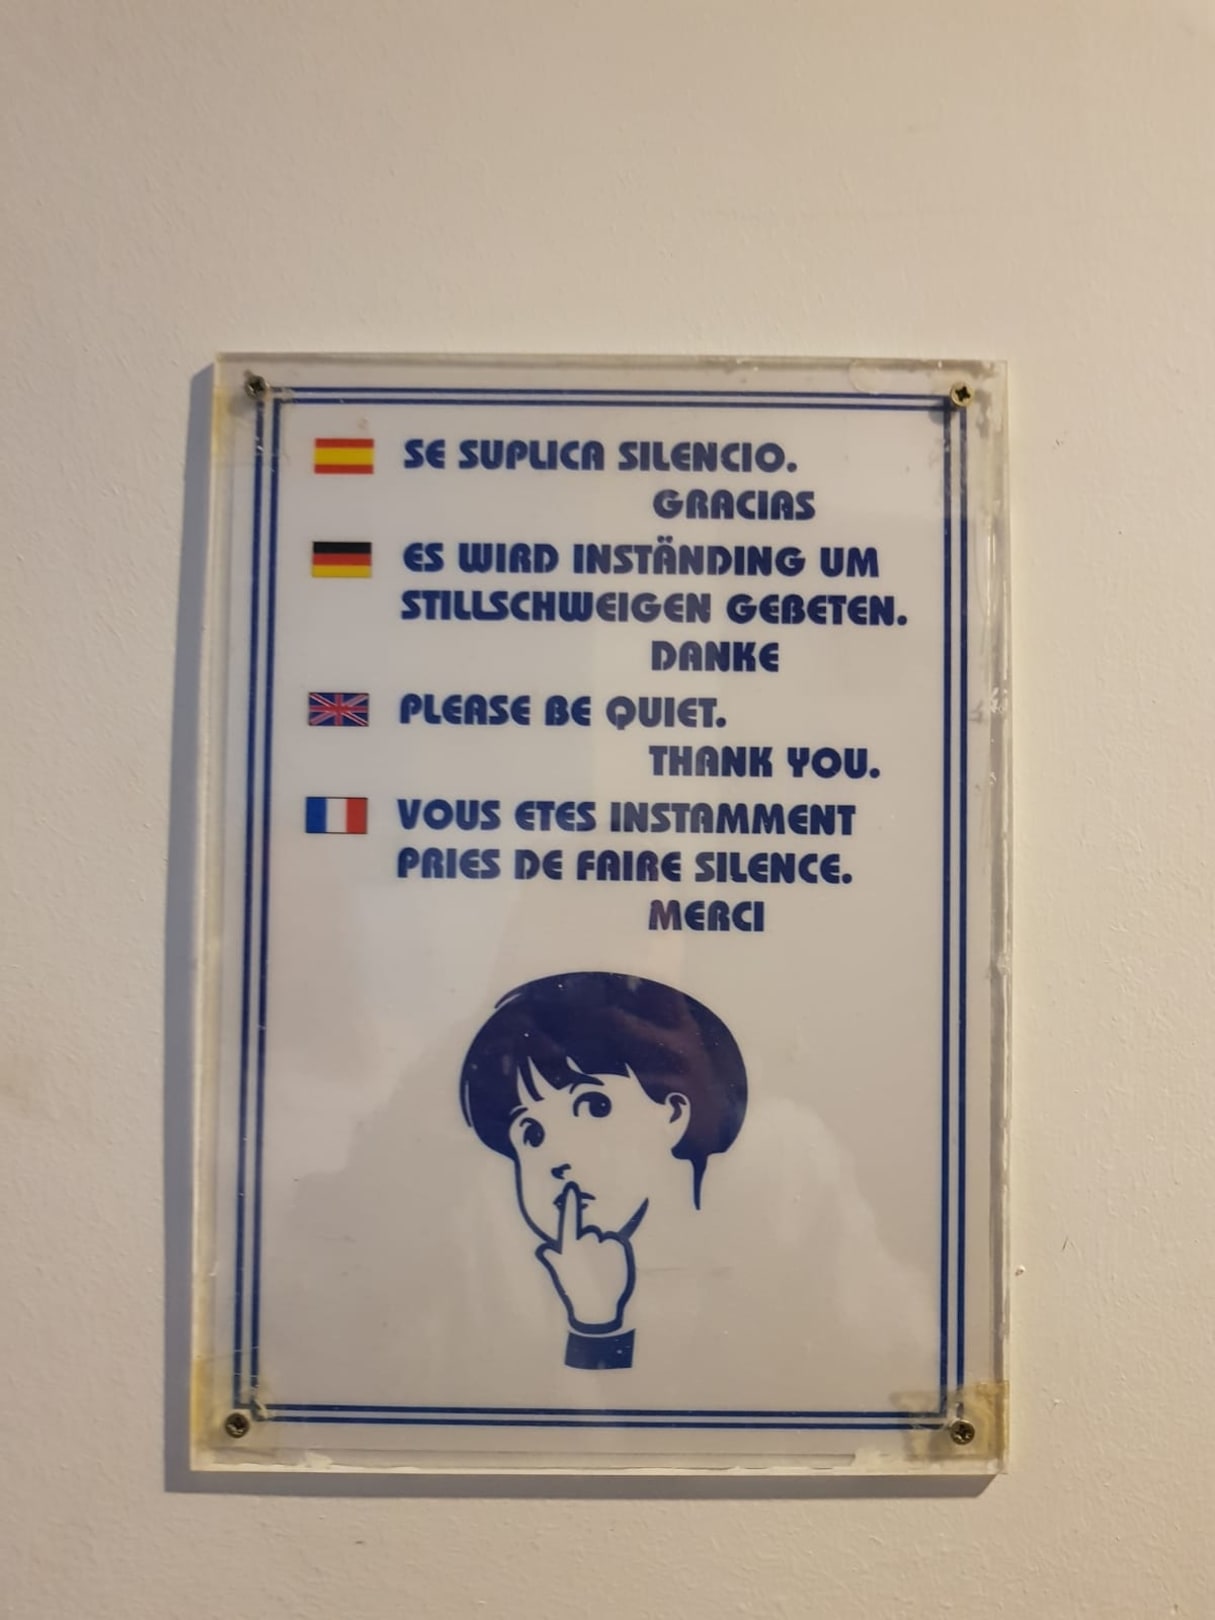 SE SUPLICA SILENCIO.
GRACIAS
ES WIRD INSTÄNDING UM
STILLSCHWEIGEN GEBETEN.
DANKE
PLEASE BE QUIET.
THANK YOU.
VOUS ETES INSTAMMENT
PRIES DE FAIRE SILENCE.
MERCI